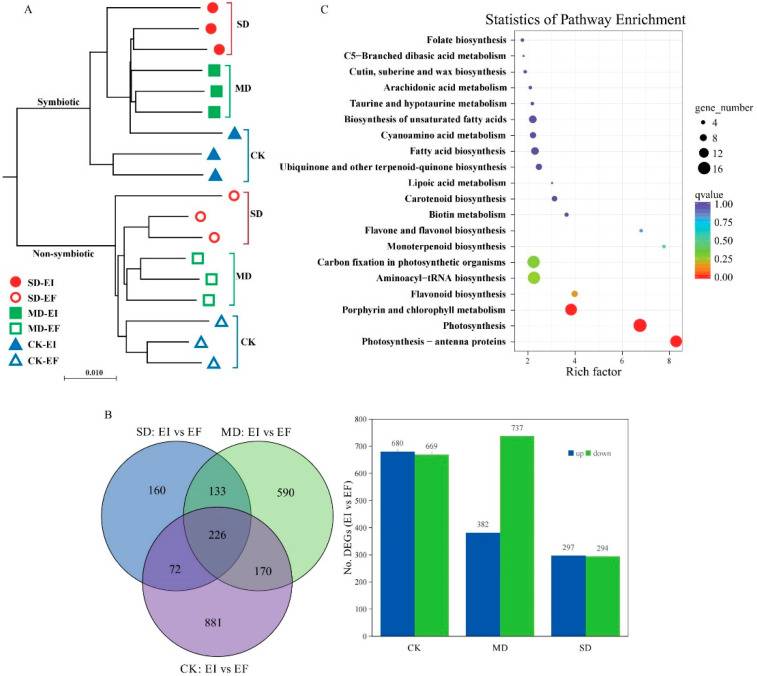 A
Symbiotic
Non-symbiotic
SD
MD
CK
SD
MD
CK
SD-EI
SD-EF
MD-EI
MD-EF
CK-EI
CK-EF
0.010
C
Statistics of Pathway Enrichment
Folate biosynthesis
C5−Branched dibasic acid metabolism
Cutin, suberine and wax biosynthesis
Arachidonic acid metabolism
Taurine and hypotaurine metabolism
Biosynthesis of unsaturated fatty acids
Cyanoamino acid metabolism
Fatty acid biosynthesis
Ubiquinone and other terpenoid-quinone biosynthesis
Lipoic acid metabolism
Carotenoid biosynthesis
Biotin metabolism
Flavone and flavonol biosynthesis
Monoterpenoid biosynthesis
Carbon fixation in photosynthetic organisms
Aminoacyl−tRNA biosynthesis
Flavonoid biosynthesis
Porphyrin and chlorophyll metabolism
Photosynthesis
Photosynthesis − antenna proteins
2 4 6 8
Rich factor
gene_number
4
8
12
16
qvalue
1.00
0.75
0.50
0.25
0.00
B
SD: EI vs EF MD: EI vs EF
160 133 590
226
72 170
881
CK: EI vs EF
No. DEGs (EI vs EF)
800
700
600
500
400
300
200
100
0
680 669
382 737
297 294
up down
CK MD SD